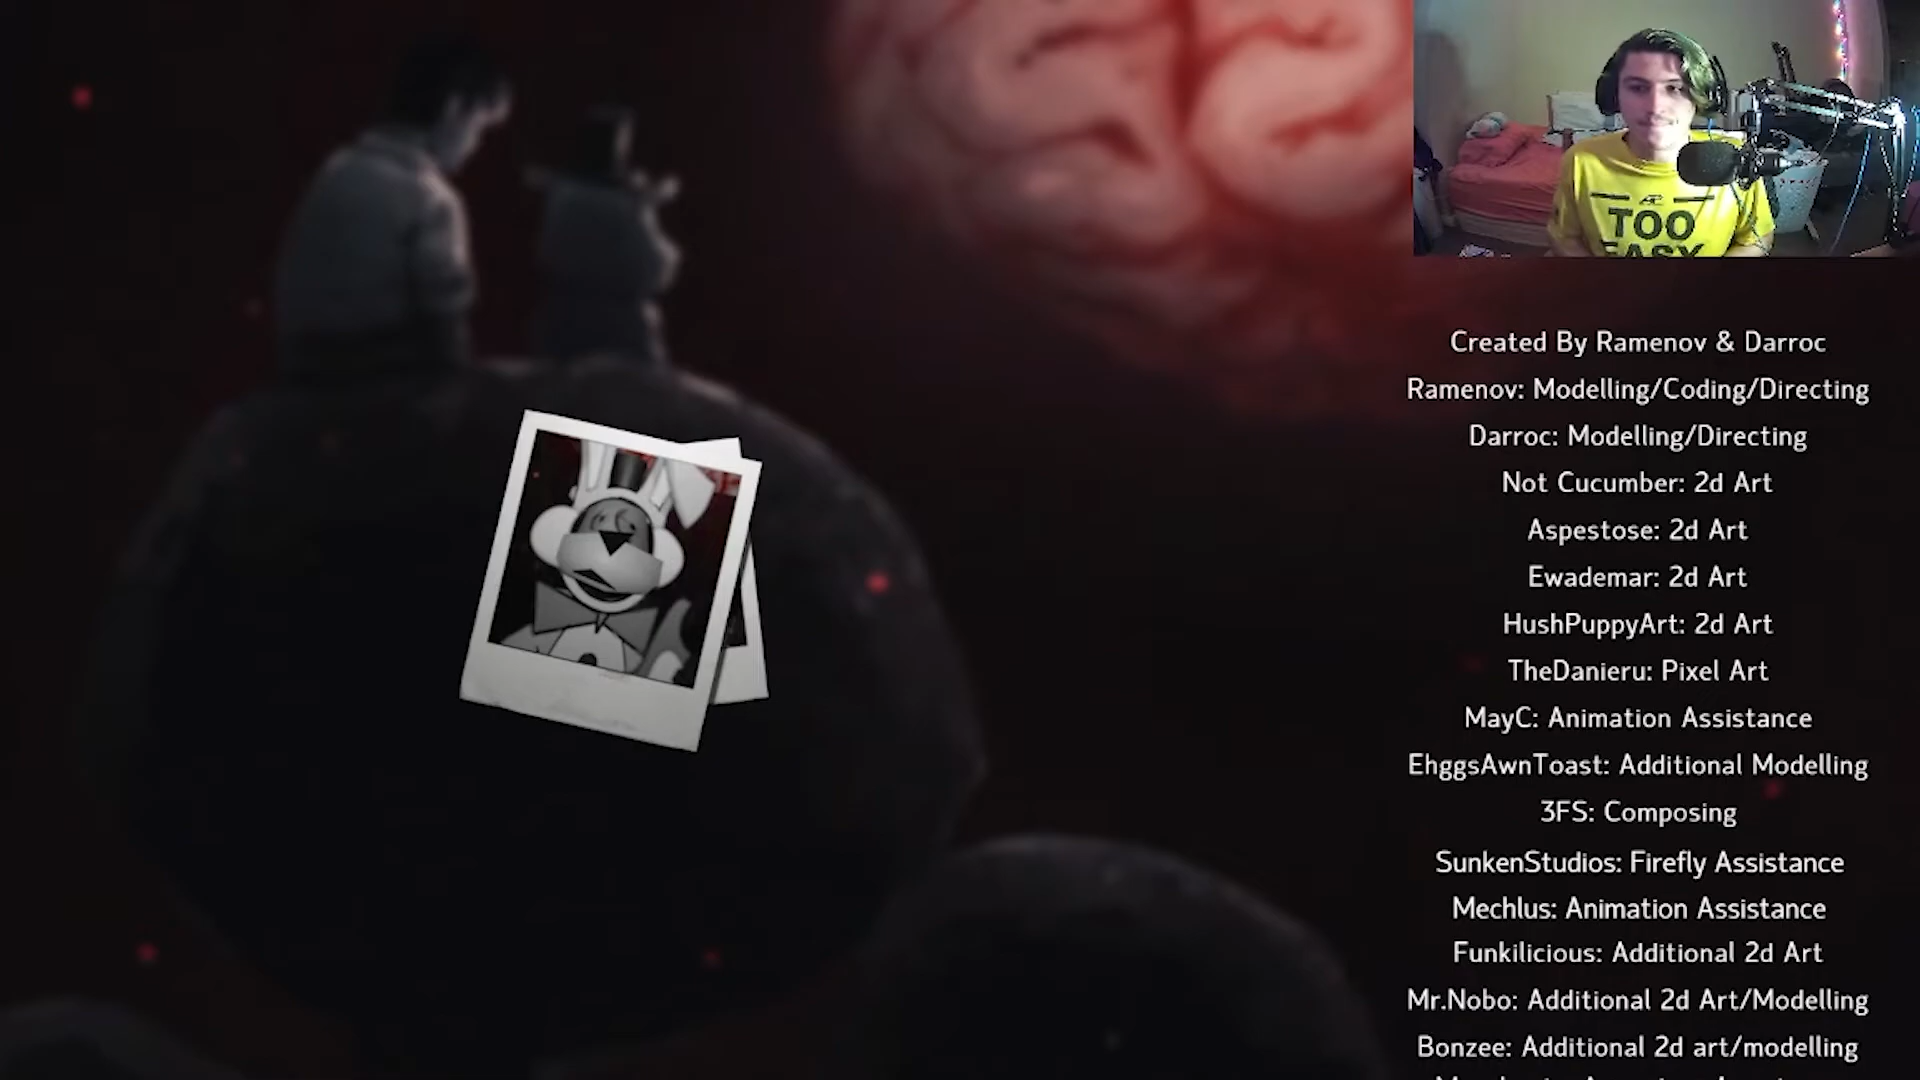 TOO
EASY
Created By Ramenov & Darroc
Ramenov: Modelling/Coding/Directing
Darroc: Modelling/Directing
Not Cucumber: 2d Art
Aspestose: 2d Art
Ewademar: 2d Art
HushPuppyArt: 2d Art
TheDanieru: Pixel Art
MayC: Animation Assistance
EhggsAwnToast: Additional Modelling
3FS: Composing
SunkenStudios: Firefly Assistance
Mechlus: Animation Assistance
Funkilicious: Additional 2d Art
Mr.Nobo: Additional 2d Art/Modelling
Bonzee: Additional 2d art/modelling